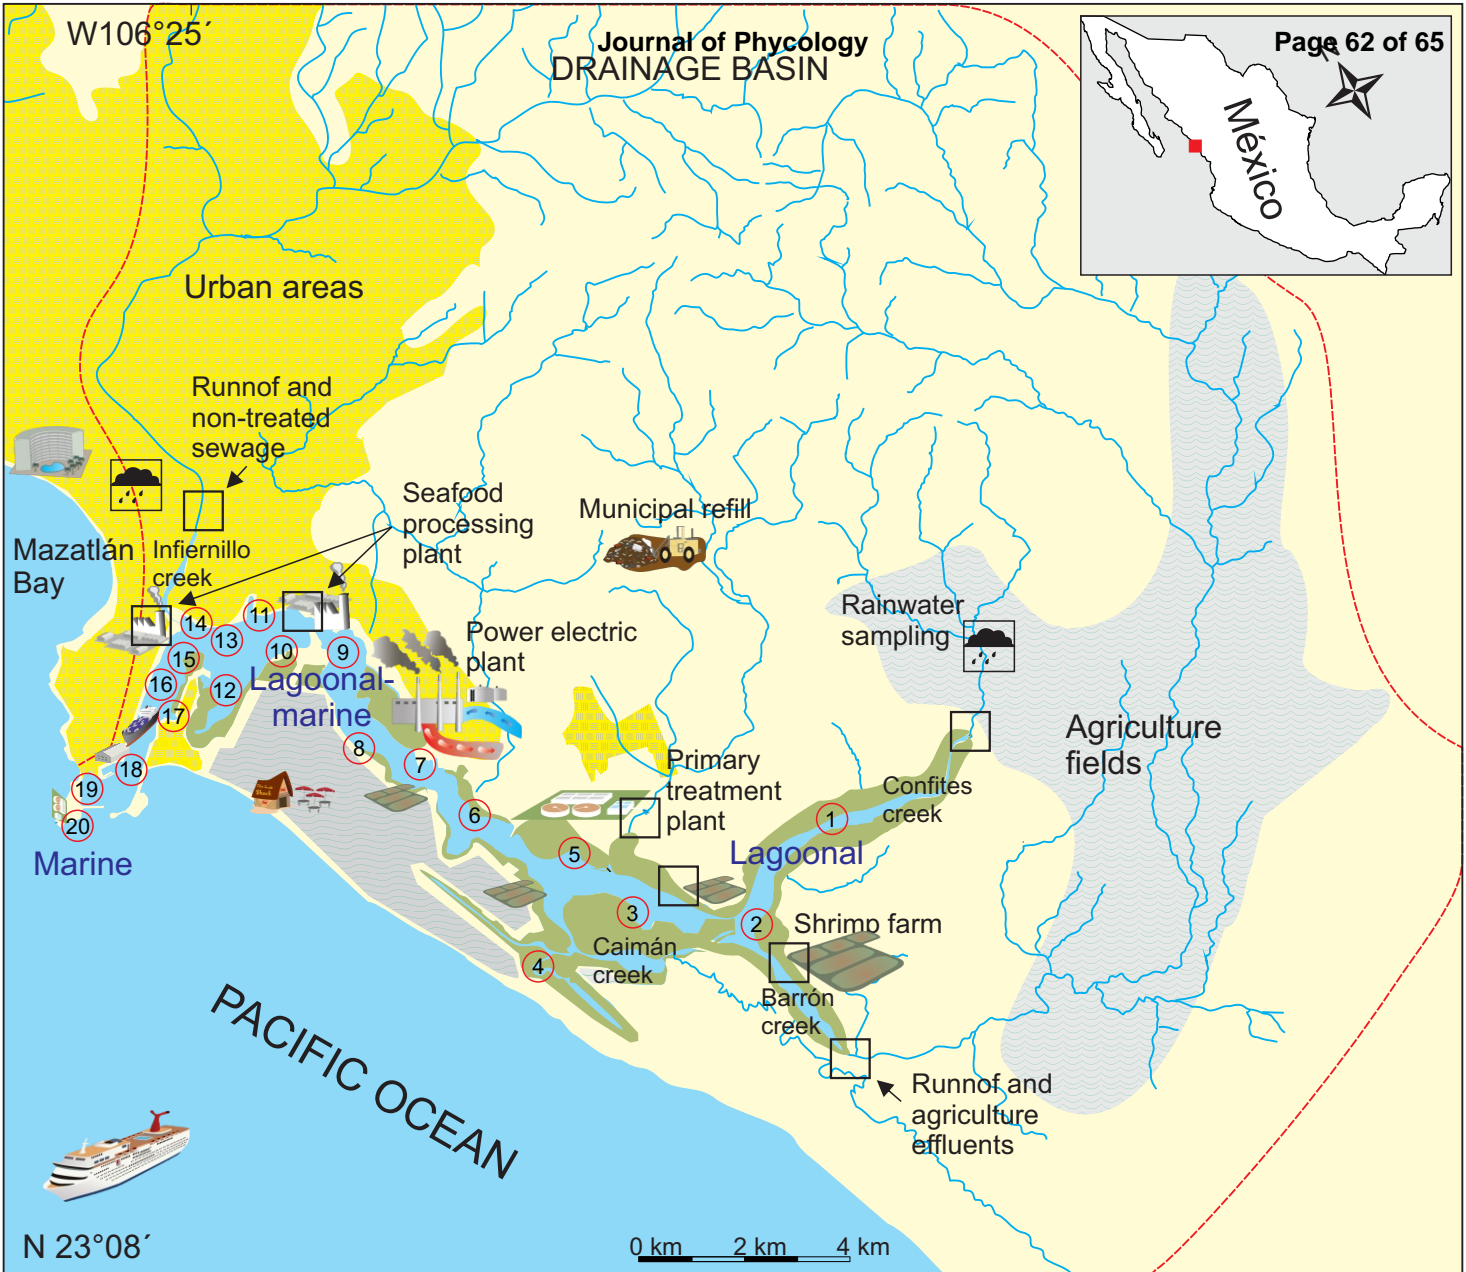 W106°25´
Journal of Phycology
DRAINAGE BASIN
Page 62 of 65
México
Urban areas
Runnof and
non-treated
sewage
Seafood
processing
plant
Municipal refill
Mazatlán
Bay
Infiernillo
creek
Rainwater
sampling
Power electric
plant
Lagoonal-
marine
Agriculture
fields
Primary
treatment
plant
Confites
creek
Lagoonal
Marine
Shrimp farm
Caimán
creek
Barrón
creek
Runnof and
agriculture
effluents
PACIFIC OCEAN
N 23°08´
0 km 2 km 4 km
1
2
3
4
5
6
7
8
9
10
11
12
13
14
15
16
17
18
19
20